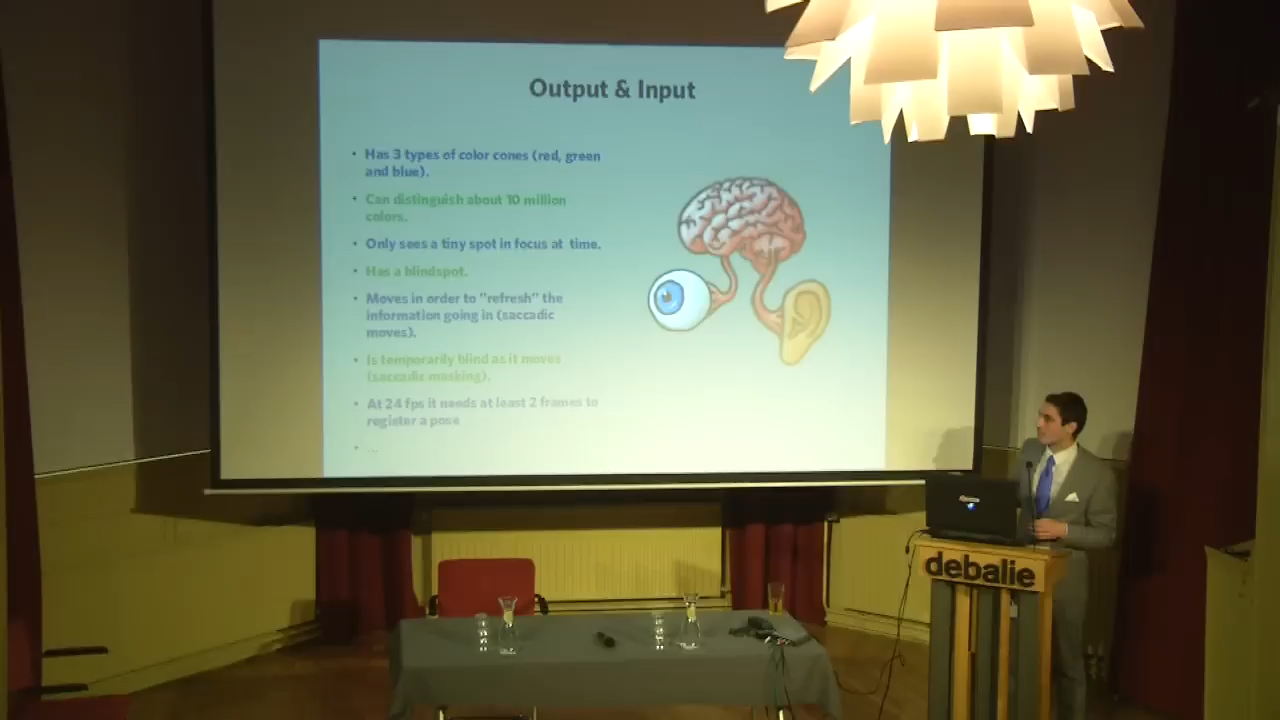 Output & Input
• Has 3 types of color cones (red, green
and blue).
• Can distinguish about 10 million
colors.
• Only sees a tiny spot in focus at time.
• Has a blindspot.
• Moves in order to "refresh" the
information going in (saccadic
moves).
• Is temporarily blind as it moves
(saccadic masking).
• At 24 fps it needs at least 2 frames to
register a pose
• ...
debalie